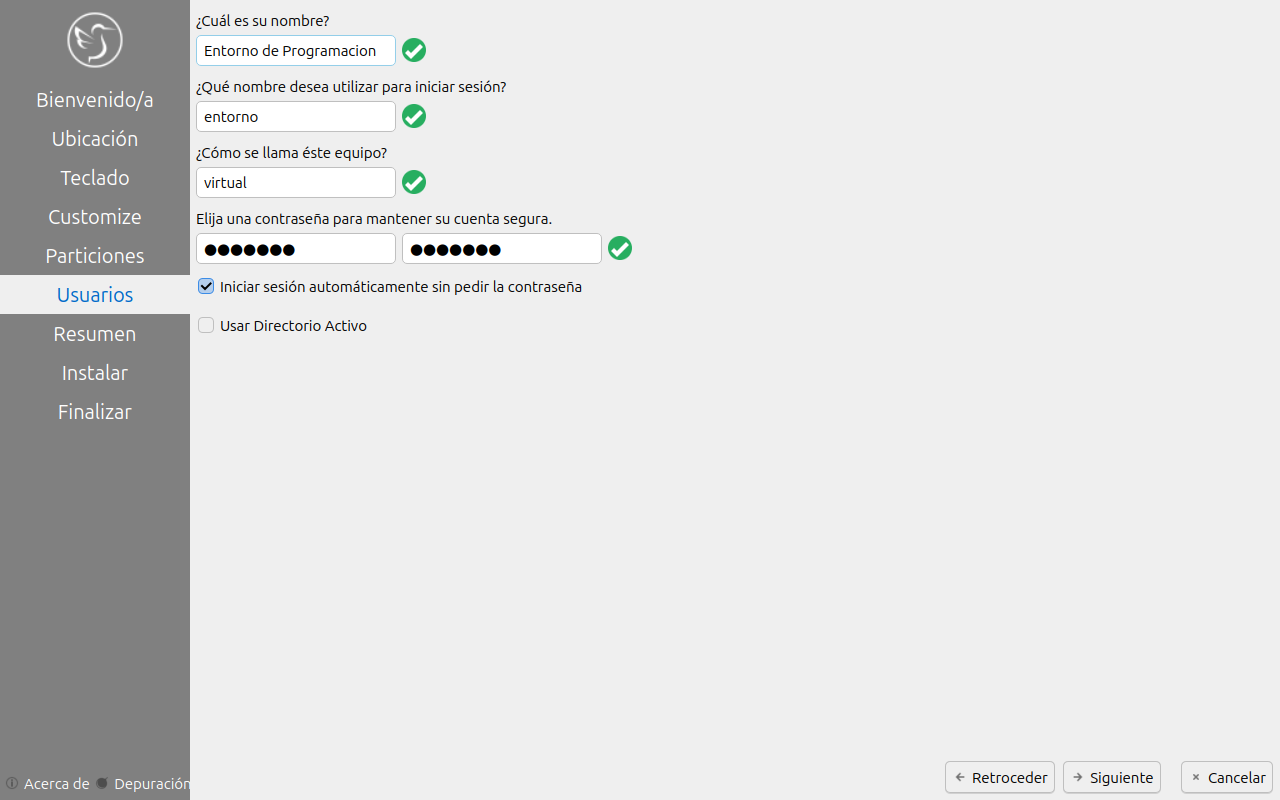 Bienvenido/a
Ubicación
Teclado
Customize
Particiones
Usuarios
Resumen
Instalar
Finalizar
Acerca de Depuración
¿Cuál es su nombre?
Entorno de Programacion
¿Qué nombre desea utilizar para iniciar sesión?
entorno
¿Cómo se llama éste equipo?
virtual
Elija una contraseña para mantener su cuenta segura.
●●●●●●● ●●●●●●●
Iniciar sesión automáticamente sin pedir la contraseña
Usar Directorio Activo
Retroceder Siguiente Cancelar